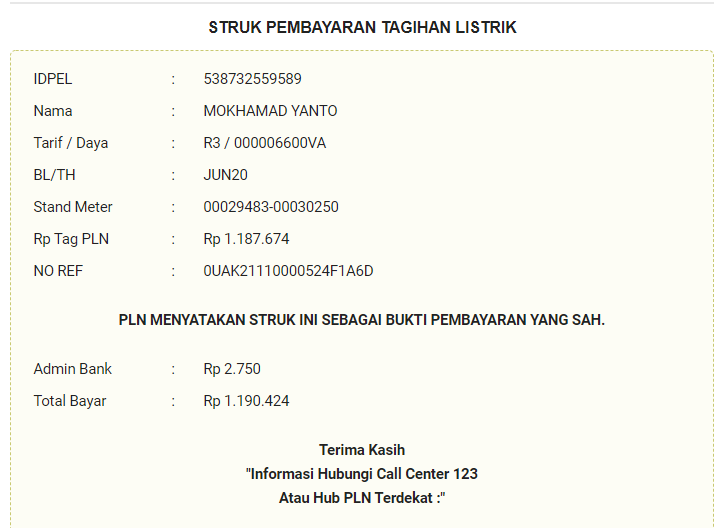 STRUK PEMBAYARAN TAGIHAN LISTRIK
IDPEL : 538732559589
Nama : MOKHAMAD YANTO
Tarif / Daya : R3 / 000006600VA
BL/TH : JUN20
Stand Meter : 00029483-00030250
Rp Tag PLN : Rp 1.187.674
NO REF : 0UAK21110000524F1A6D
PLN MENYATAKAN STRUK INI SEBAGAI BUKTI PEMBAYARAN YANG SAH.
Admin Bank : Rp 2.750
Total Bayar : Rp 1.190.424
Terima Kasih
"Informasi Hubungi Call Center 123
Atau Hub PLN Terdekat :"